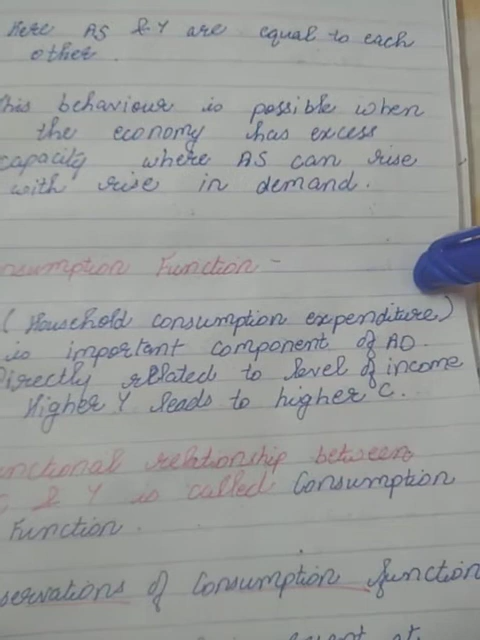 Here AS & Y are equal to each
other.
This behaviour is possible when
the economy has excess
capacity where AS can rise
with rise in demand.
nsumption Function -
(Household consumption expenditure)
is important component of AD.
Directly related to level of income
Higher Y leads to higher C.
unctional relationship between
C & Y is called Consumption
Function.
servations of Consumption function